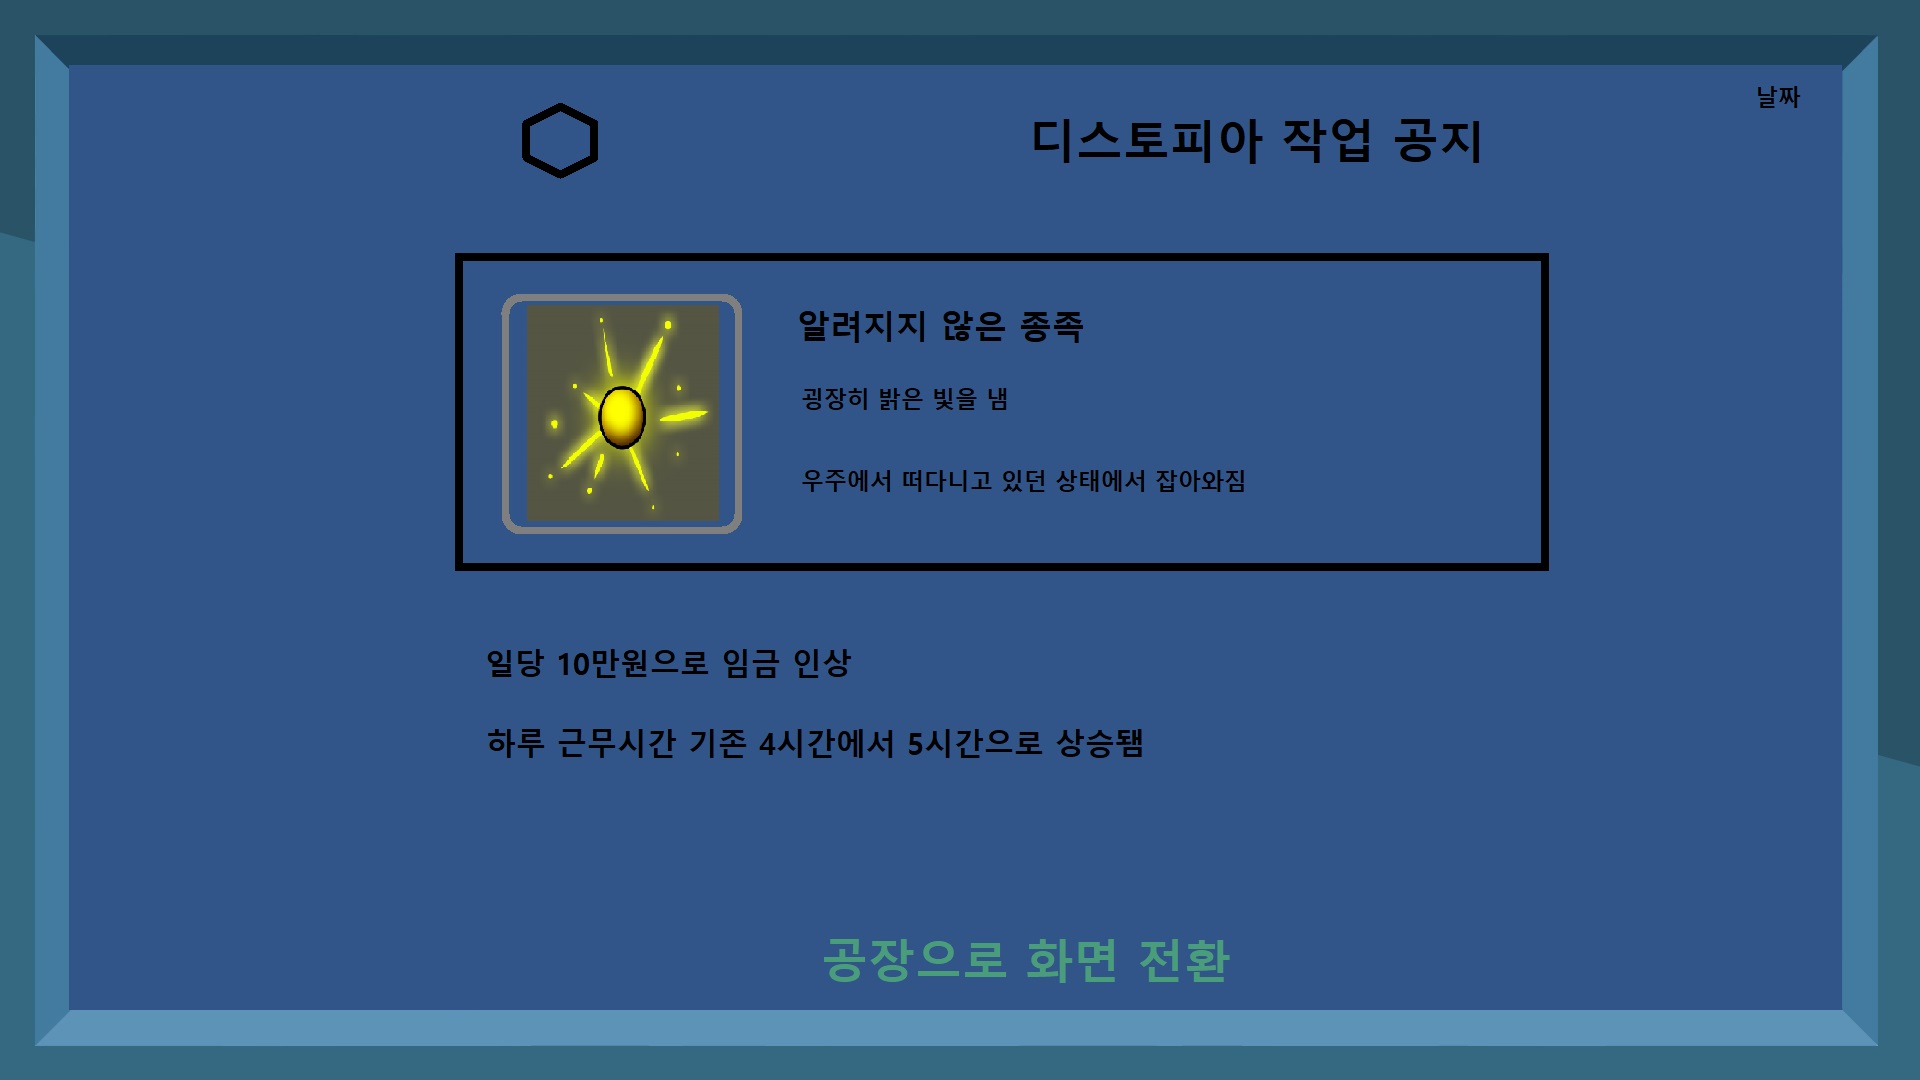 날짜
디스토피아 작업 공지
알려지지 않은 종족
굉장히 밝은 빛을 냄
우주에서 떠다니고 있던 상태에서 잡아와짐
일당 10만원으로 임금 인상
하루 근무시간 기존 4시간에서 5시간으로 상승됌
공장으로 화면 전환